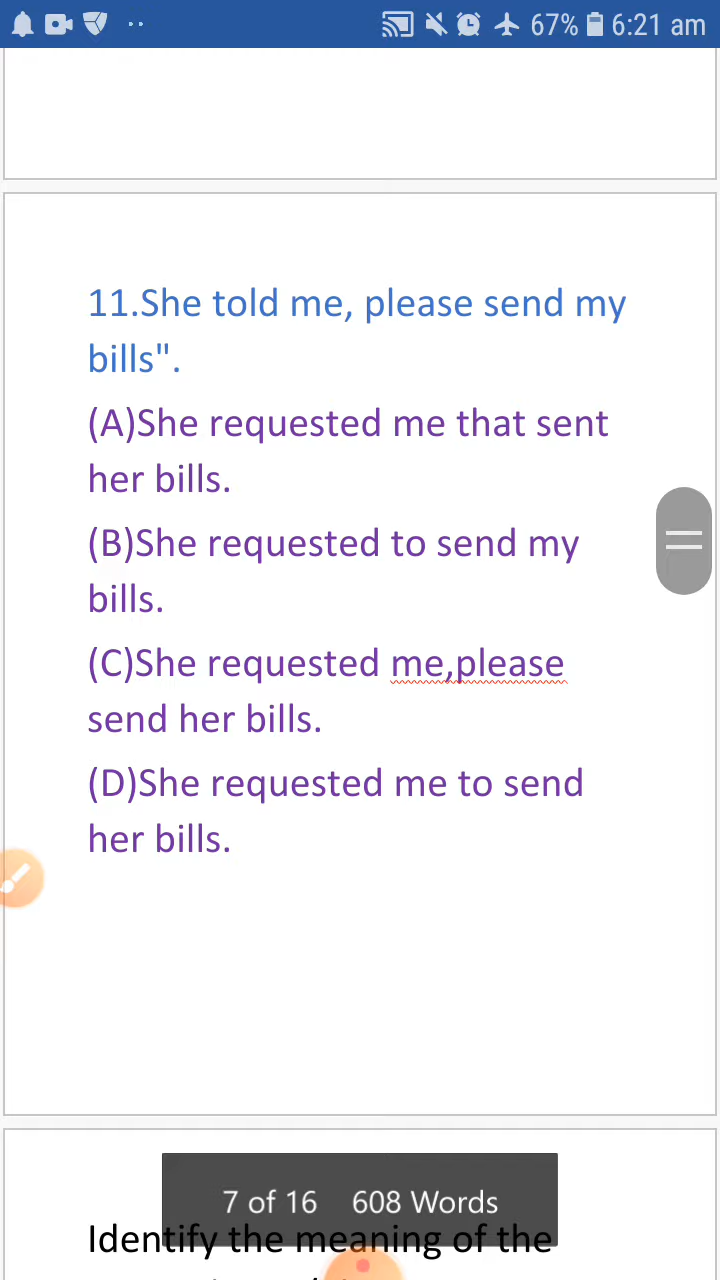 67% 6:21 am
11.She told me, please send my
bills".
(A)She requested me that sent
her bills.
(B)She requested to send my
bills.
(C)She requested me,please
send her bills.
(D)She requested me to send
her bills.
7 of 16 608 Words
Identify the meaning of the